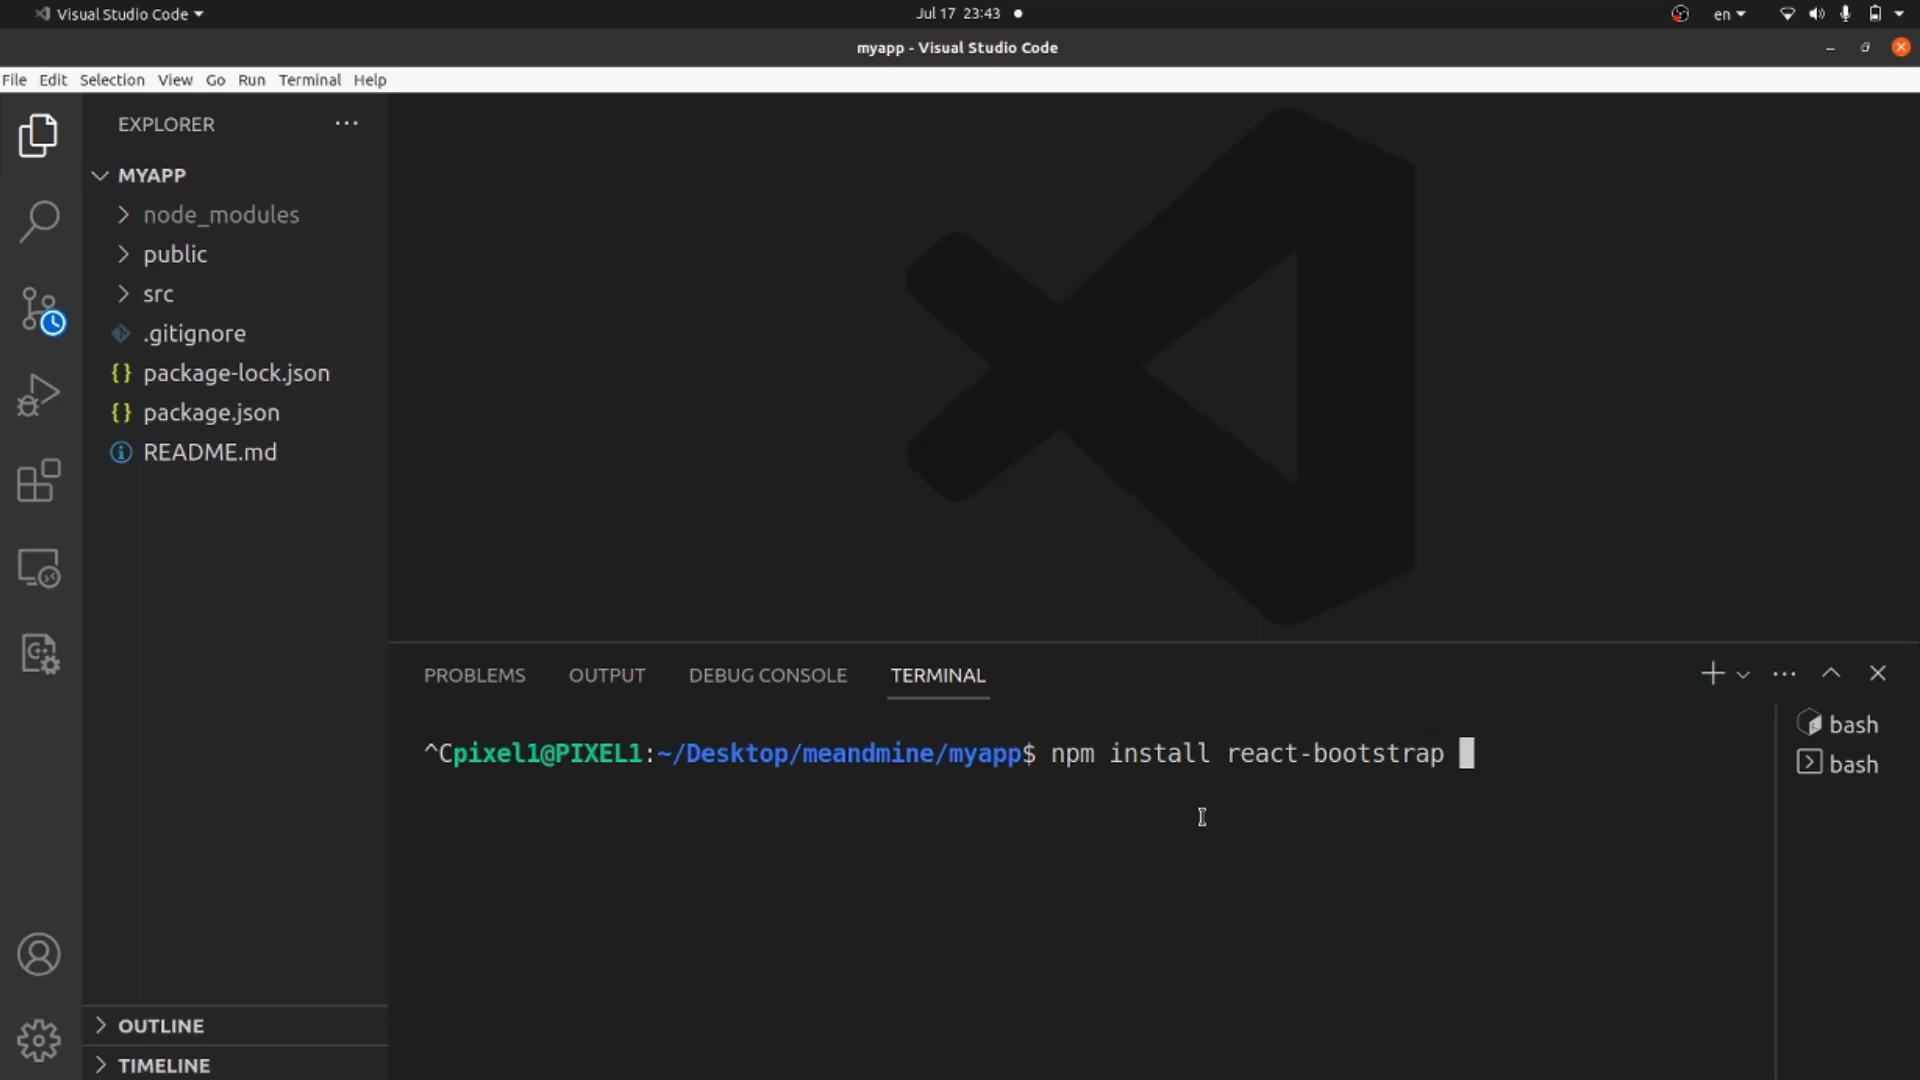 Visual Studio Code
Jul 17 23:43
en
myapp - Visual Studio Code
File Edit Selection View Go Run Terminal Help
EXPLORER
MYAPP
node_modules
public
src
.gitignore
{} package-lock.json
{} package.json
README.md
OUTLINE
TIMELINE
PROBLEMS OUTPUT DEBUG CONSOLE TERMINAL
^Cpixel1@PIXEL1:~/Desktop/meandmine/myapp$ npm install react-bootstrap
bash
bash